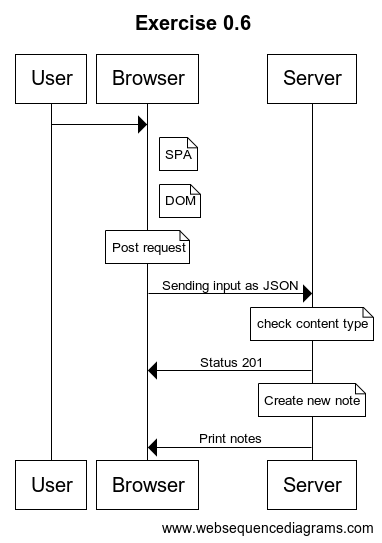 Exercise 0.6
User
Browser
Server
SPA
DOM
Post request
Sending input as JSON
check content type
Status 201
Create new note
Print notes
User
Browser
Server
www.websequencediagrams.com